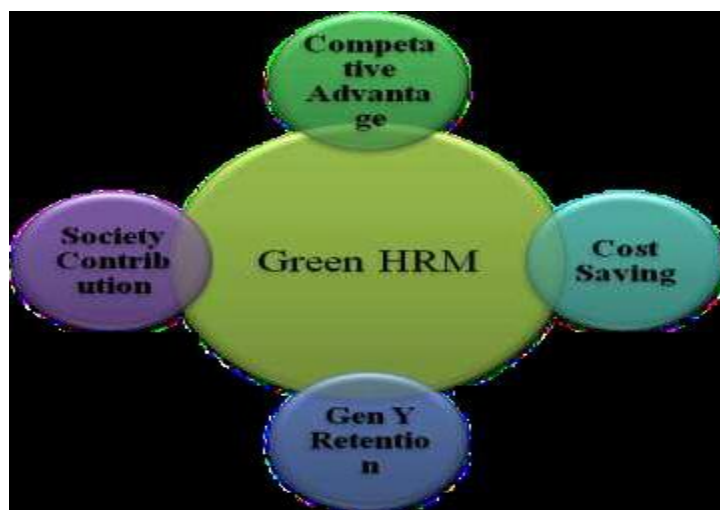 Competa
tive
Advanta
ge
Society
Contrib
ution
Green HRM
Cost
Saving
Gen Y
Retentio
n